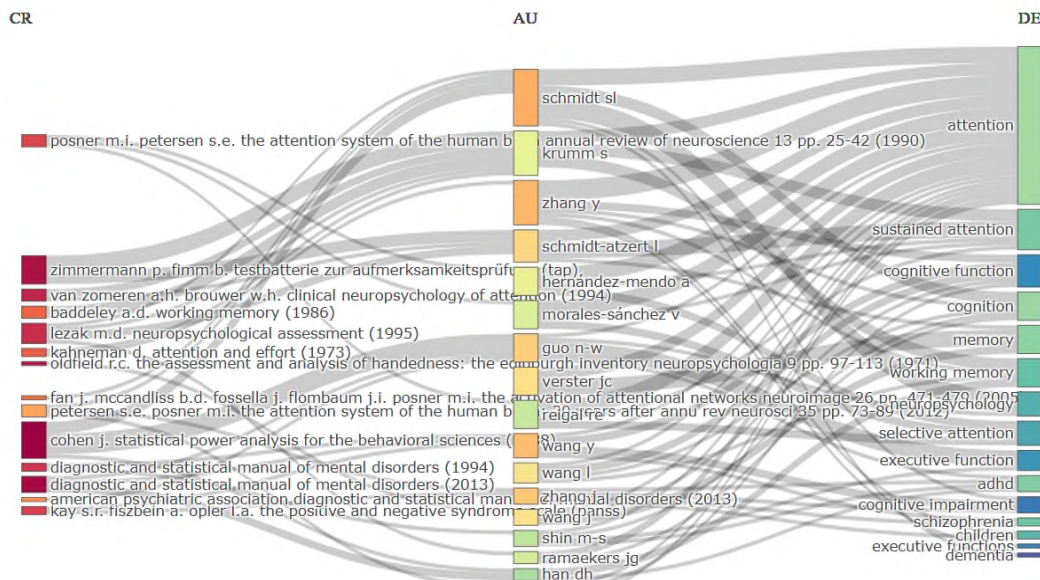 CR
AU
DE
posner m.i. petersen s.e. the attention system of the human b annual review of neuroscience 13 pp. 25-42 (1990)
zimmermann p. fimm b. testbatterie zur aufmerksamkeitsprüfu (tap)
van zomeren a.h. brouwer w.h. clinical neuropsychology of attention (1994)
baddeley a.d. working memory (1986)
lezak m.d. neuropsychological assessment (1995)
kahneman d. attention and effort (1973)
oldfield r.c. the assessment and analysis of handedness: the edinburgh inventory neuropsychologia 9 pp. 97-113 (1971)
fan j. mccandliss b.d. fossella j. flombaum j.i. posner m.i. the activation of attentional networks neuroimage 26 pp. 471-479 (2005
petersen s.e. posner m.i. the attention system of the human years after annu rev neurosci 35 pp. 73-89
cohen j. statistical power analysis for the behavioral sciences
diagnostic and statistical manual of mental disorders (1994)
diagnostic and statistical manual of mental disorders (2013)
american psychiatric association diagnostic and statistical disorders (2013)
kay s.r. fiszbein a. opler l.a. the positive and negative syndrome scale (panss)
schmidt sl
krumm s
zhang y
schmidt-atzert l
hernández-mendo a
morales-sánchez v
guo n-w
verster jc
reigal re
wang y
wang l
zhang j
wang j
shin m-s
ramaekers jg
han dh
attention
sustained attention
cognitive function
cognition
memory
working memory
neuropsychology
selective attention
executive function
adhd
cognitive impairment
schizophrenia
children
executive functions
dementia